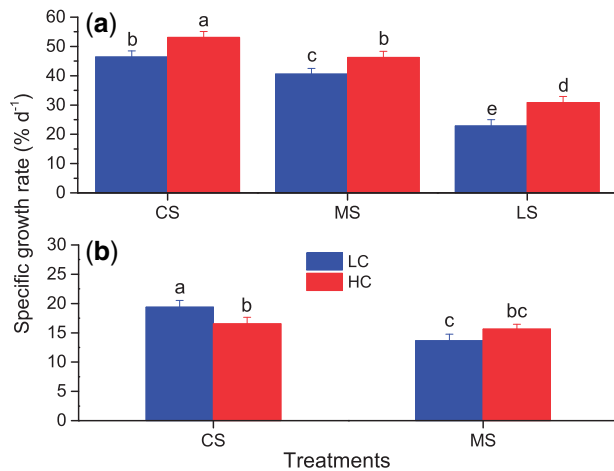 (a)
60
50
40
30
20
10
0
b
a
c
b
e
d
CS
MS
LS
Specific growth rate (% d⁻¹)
(b)
30
25
20
15
10
5
0
LC
HC
a
b
c
bc
CS
MS
Treatments